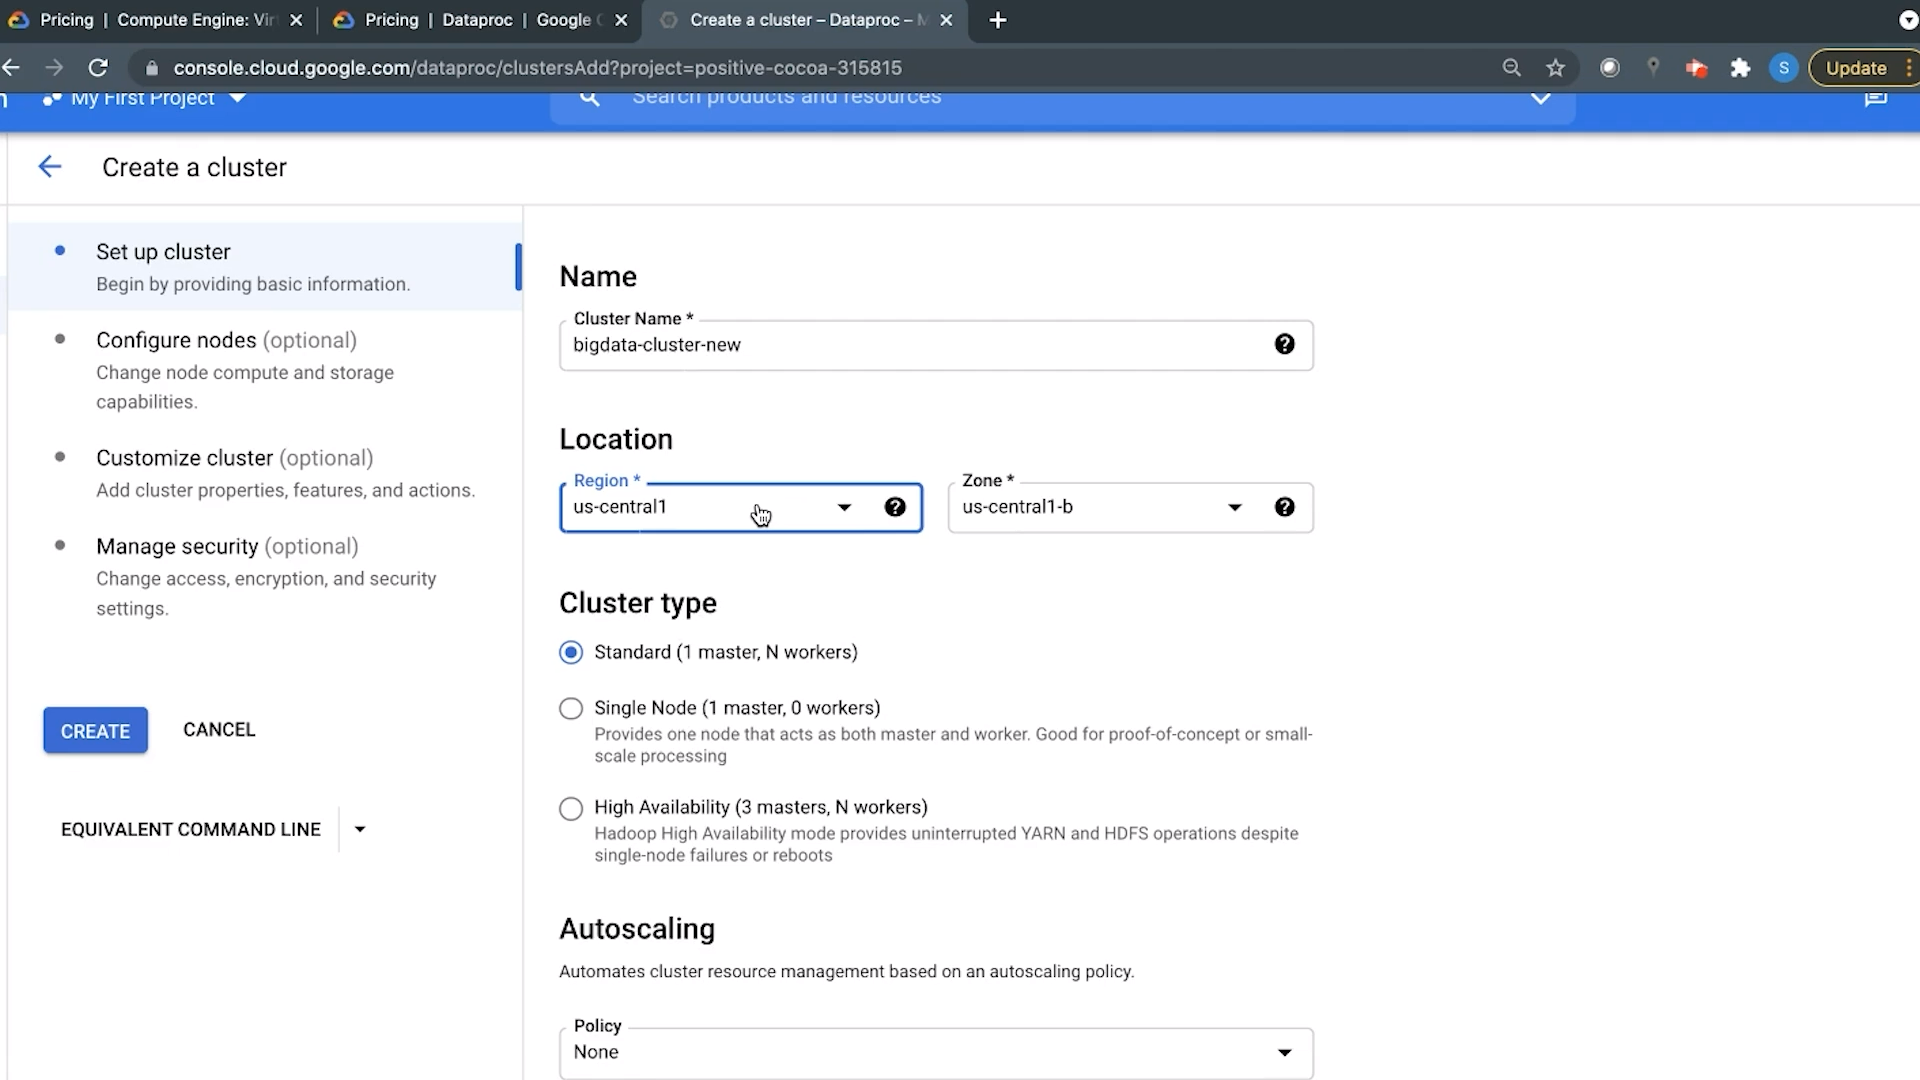 Pricing | Compute Engine: Vir
Pricing | Dataproc | Google
Create a cluster – Dataproc –
console.cloud.google.com/dataproc/clustersAdd?project=positive-cocoa-315815
S
Update
My First Project
Search products and resources
Create a cluster
Set up cluster
Begin by providing basic information.
Configure nodes (optional)
Change node compute and storage
capabilities.
Customize cluster (optional)
Add cluster properties, features, and actions.
Manage security (optional)
Change access, encryption, and security
settings.
CREATE
CANCEL
EQUIVALENT COMMAND LINE
Name
Cluster Name *
bigdata-cluster-new
Location
Region *
us-central1
Zone *
us-central1-b
Cluster type
Standard (1 master, N workers)
Single Node (1 master, 0 workers)
Provides one node that acts as both master and worker. Good for proof-of-concept or small-
scale processing
High Availability (3 masters, N workers)
Hadoop High Availability mode provides uninterrupted YARN and HDFS operations despite
single-node failures or reboots
Autoscaling
Automates cluster resource management based on an autoscaling policy.
Policy
None